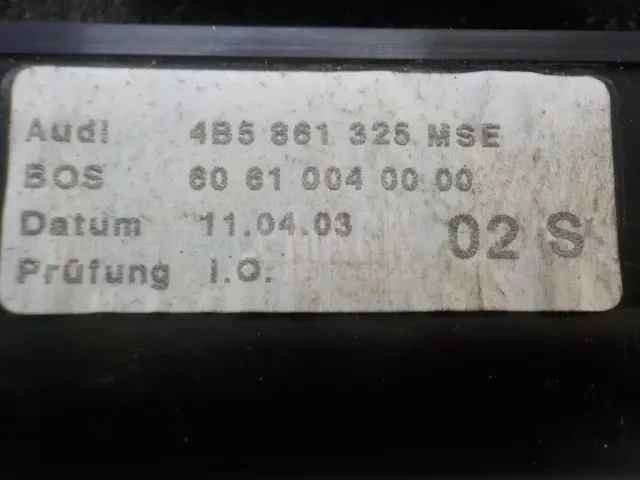 Audi 4B5 861 325 MSE
BOS 60 61 004 00 00
Datum 11.04.03
02 S
Prüfung i.O.